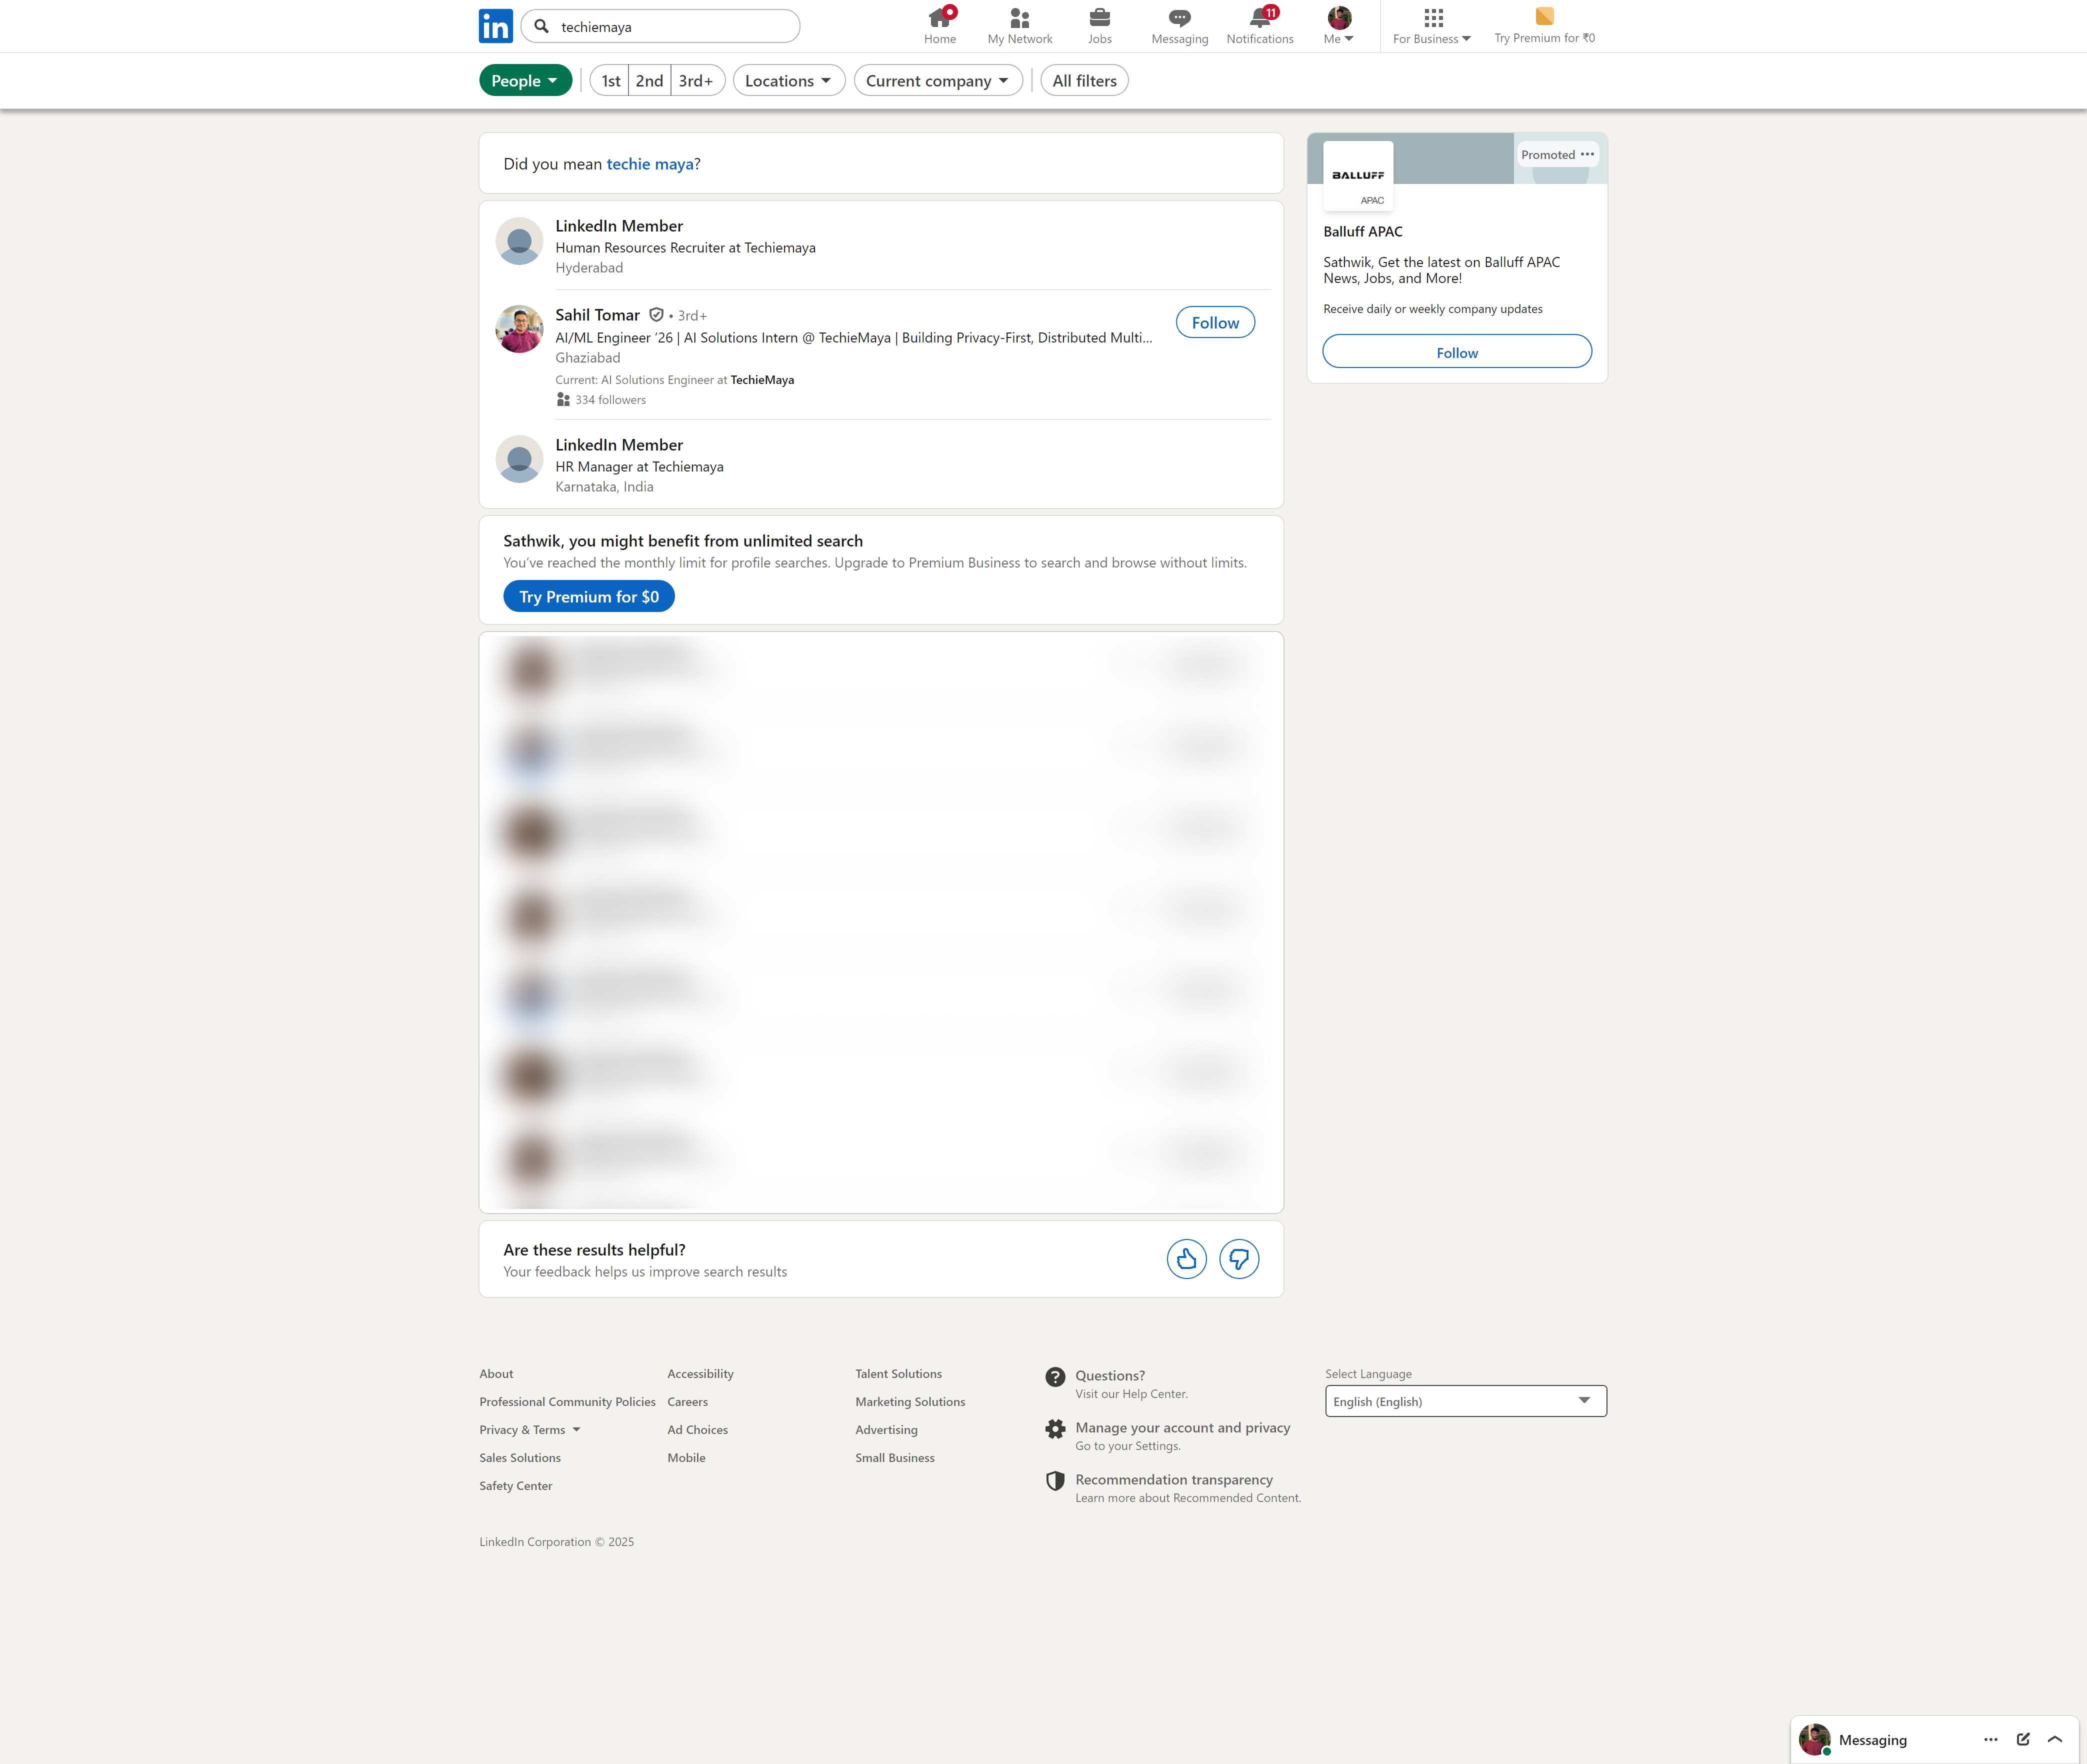 in
techiemaya
Home
My Network
Jobs
Messaging
11
Notifications
Me
For Business
Try Premium for ₹0
People
1st
2nd
3rd+
Locations
Current company
All filters
Did you mean techie maya?
LinkedIn Member
Human Resources Recruiter at Techiemaya
Hyderabad
Sahil Tomar • 3rd+
AI/ML Engineer ’26 | AI Solutions Intern @ TechieMaya | Building Privacy-First, Distributed Multi...
Ghaziabad
Current: AI Solutions Engineer at TechieMaya
334 followers
Follow
LinkedIn Member
HR Manager at Techiemaya
Karnataka, India
Sathwik, you might benefit from unlimited search
You’ve reached the monthly limit for profile searches. Upgrade to Premium Business to search and browse without limits.
Try Premium for $0
Promoted
BALLUFF
APAC
Balluff APAC
Sathwik, Get the latest on Balluff APAC
News, Jobs, and More!
Receive daily or weekly company updates
Follow
Are these results helpful?
Your feedback helps us improve search results
About
Professional Community Policies
Privacy & Terms
Sales Solutions
Safety Center
Accessibility
Careers
Ad Choices
Mobile
Talent Solutions
Marketing Solutions
Advertising
Small Business
Questions?
Visit our Help Center.
Manage your account and privacy
Go to your Settings.
Recommendation transparency
Learn more about Recommended Content.
Select Language
English (English)
LinkedIn Corporation © 2025
Messaging